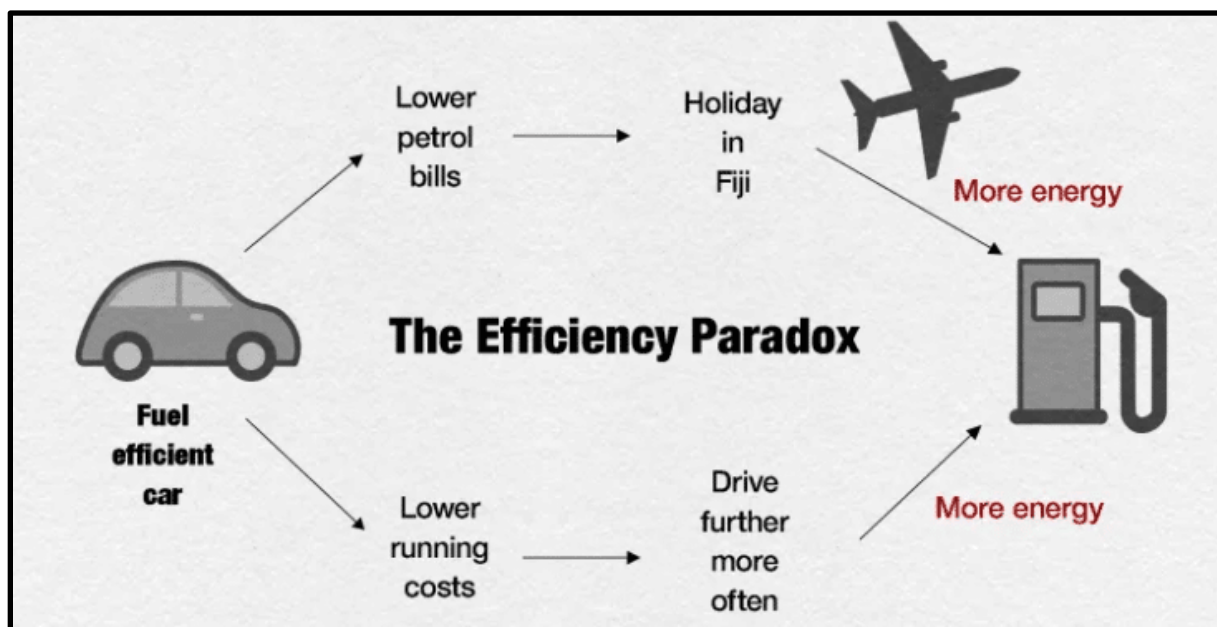 Lower
petrol
bills
Holiday
in
Fiji
More energy
The Efficiency Paradox
Fuel
efficient
car
Lower
running
costs
Drive
further
more
often
More energy